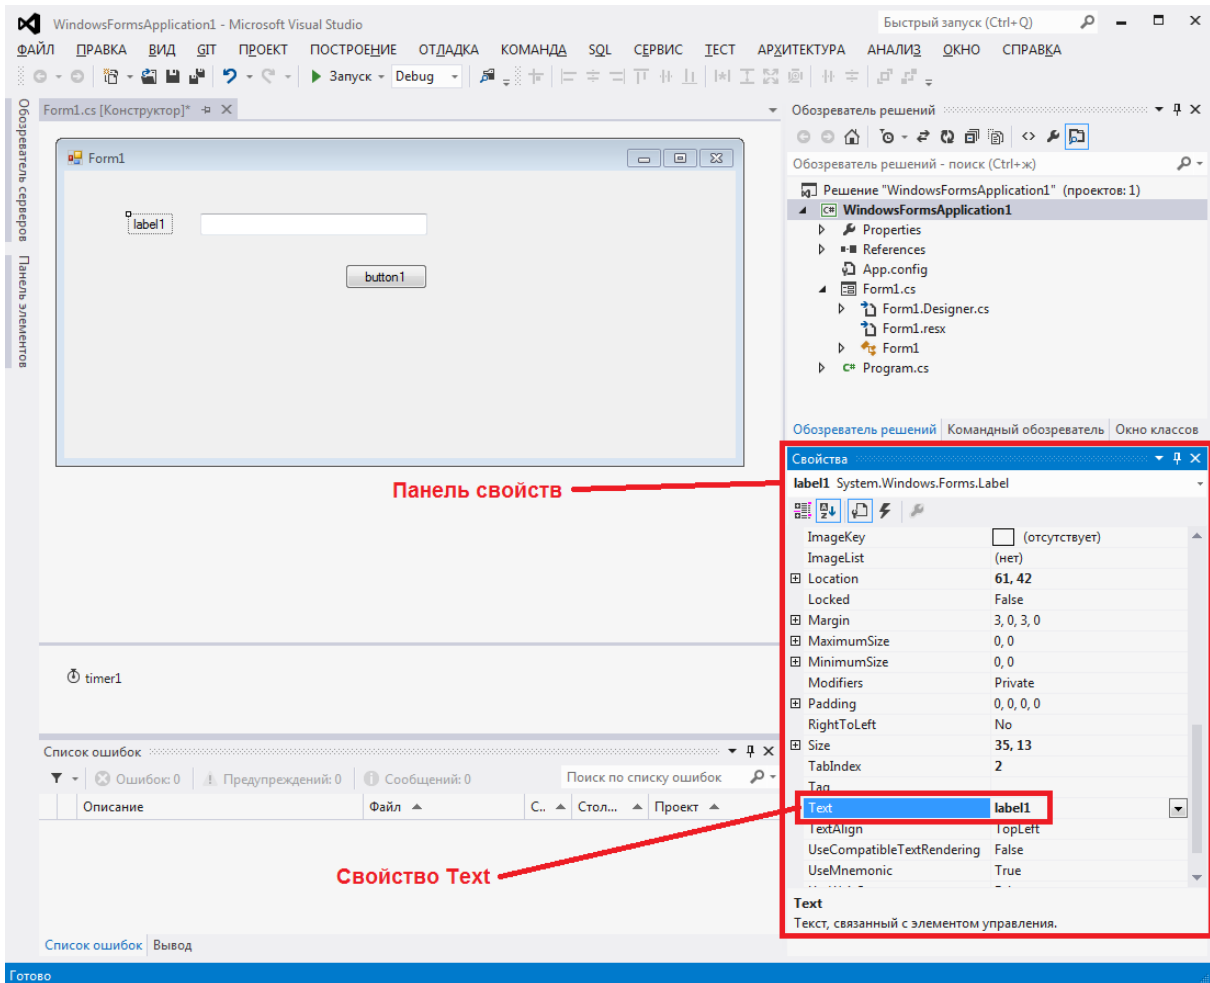 WindowsFormsApplication1 - Microsoft Visual Studio
Быстрый запуск (Ctrl+Q)
ФАЙЛ ПРАВКА ВИД GIT ПРОЕКТ ПОСТРОЕНИЕ ОТЛАДКА КОМАНДА SQL СЕРВИС ТЕСТ АРХИТЕКТУРА АНАЛИЗ ОКНО СПРАВКА
Запуск Debug
Обозреватель серверов
Панель элементов
Form1.cs [Конструктор]*
Form1
label1
button1
Панель свойств
timer1
Список ошибок
Ошибок: 0 Предупреждений: 0 Сообщений: 0 Поиск по списку ошибок
Описание Файл С.. Стол... Проект
Свойство Text
Список ошибок Вывод
Готово
Обозреватель решений
Обозреватель решений - поиск (Ctrl+ж)
Решение "WindowsFormsApplication1" (проектов: 1)
WindowsFormsApplication1
Properties
References
App.config
Form1.cs
Form1.Designer.cs
Form1.resx
Form1
Program.cs
Обозреватель решений Командный обозреватель Окно классов
Свойства
label1 System.Windows.Forms.Label
ImageKey (отсутствует)
ImageList (нет)
Location 61, 42
Locked False
Margin 3, 0, 3, 0
MaximumSize 0, 0
MinimumSize 0, 0
Modifiers Private
Padding 0, 0, 0, 0
RightToLeft No
Size 35, 13
TabIndex 2
Tag
Text label1
TextAlign TopLeft
UseCompatibleTextRendering False
UseMnemonic True
Text
Текст, связанный с элементом управления.